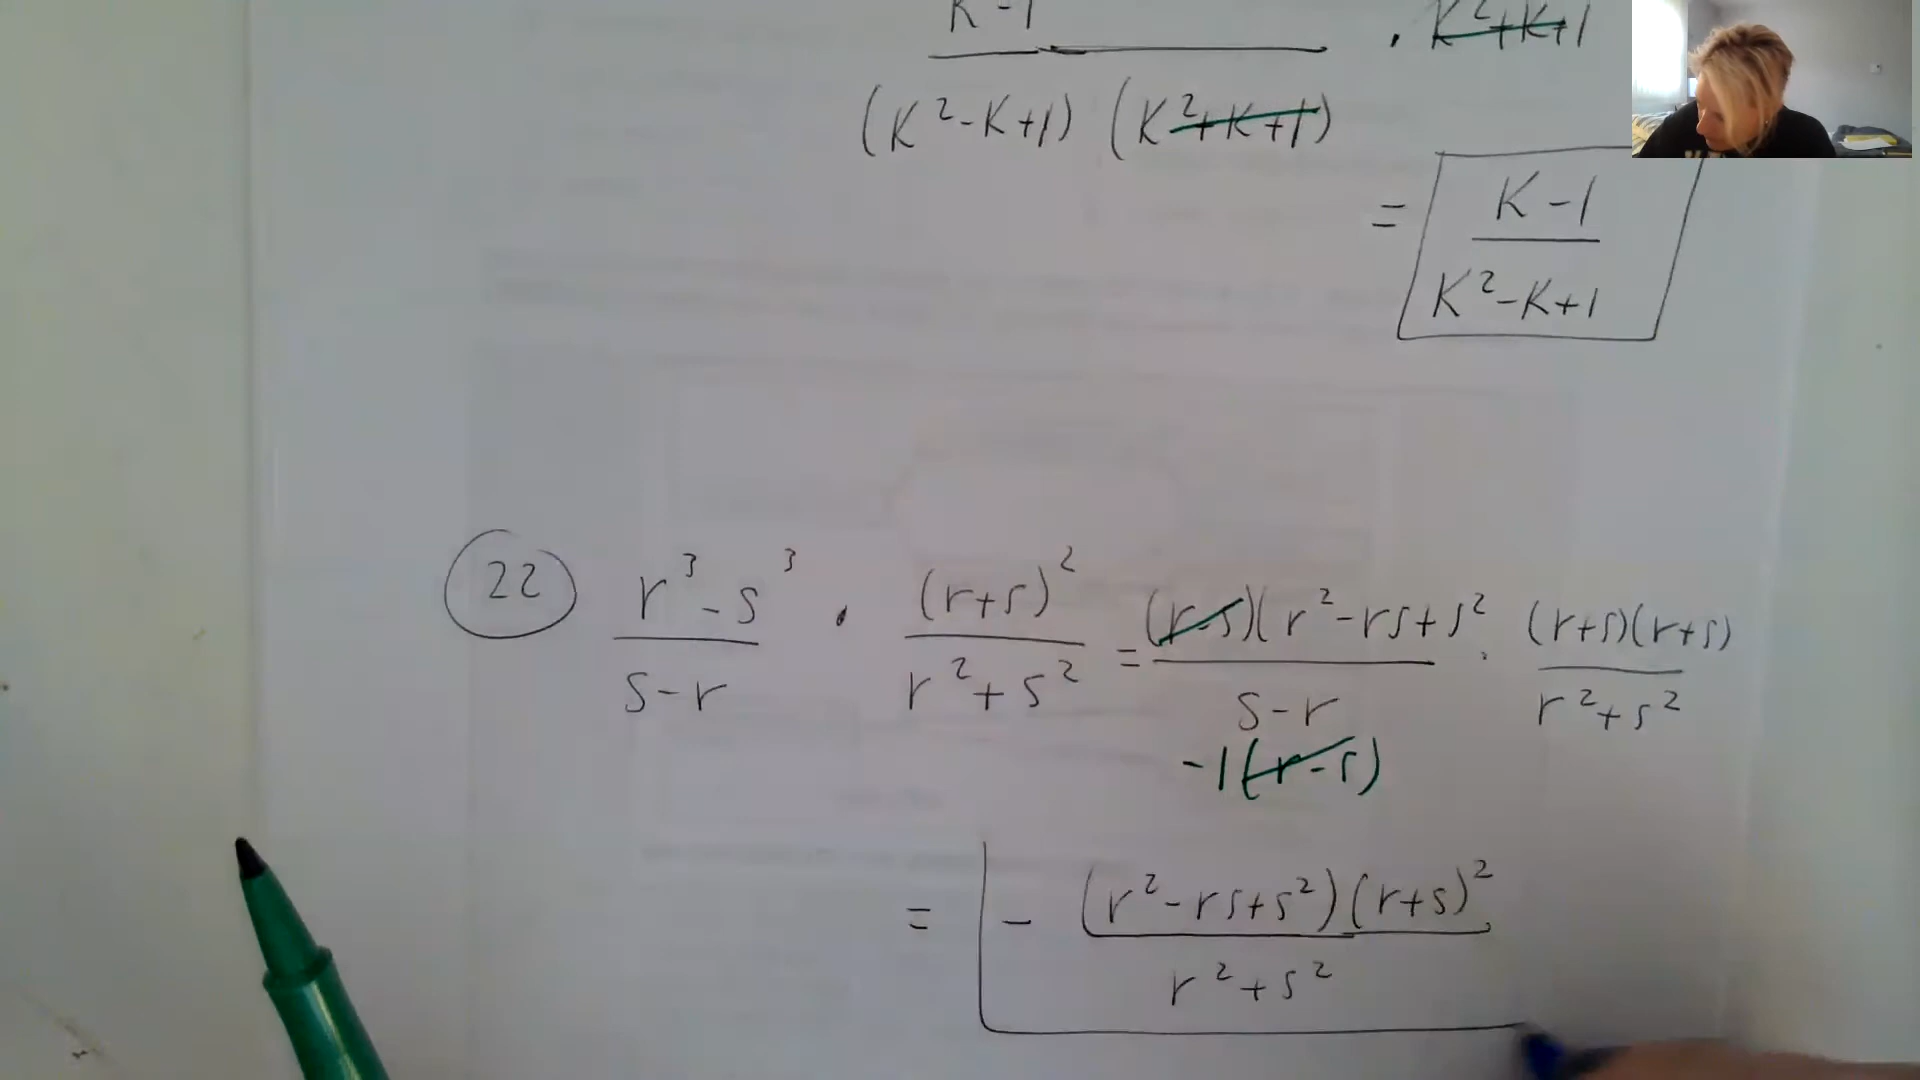 K-1
· K²+K+1
(K²-K+1) (K²+K+1)
= K-1
K²-K+1
22 r³-s³ · (r+s)² = (r-s)(r²-rs+s² · (r+s)(r+s)
s-r r²+s² s-r r²+s²
-1(r-s)
= - (r²-rs+s²)(r+s)²
r²+s²